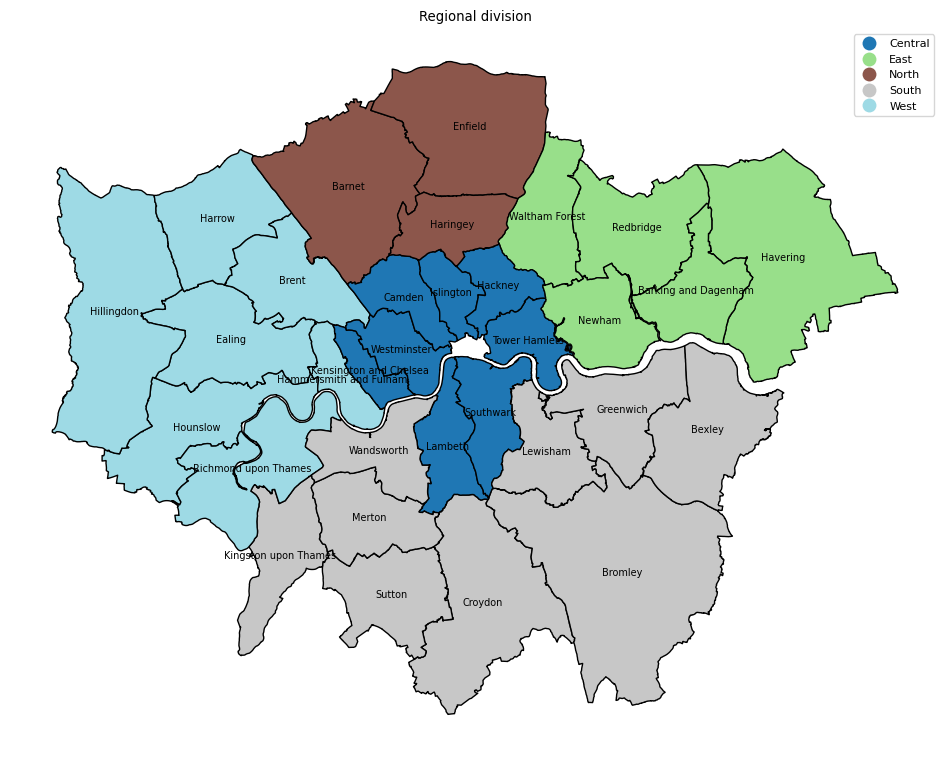 Regional division
Central
East
North
South
West
Enfield
Barnet
Haringey
Waltham Forest
Harrow
Redbridge
Havering
Brent
Hackney
Camden
Islington
Barking and Dagenham
Hillingdon
Newham
Ealing
Tower Hamlets
Westminster
Kensington and Chelsea
Hammersmith and Fulham
Southwark
Greenwich
Hounslow
Bexley
Lambeth
Wandsworth
Lewisham
Richmond upon Thames
Merton
Kingston upon Thames
Bromley
Sutton
Croydon